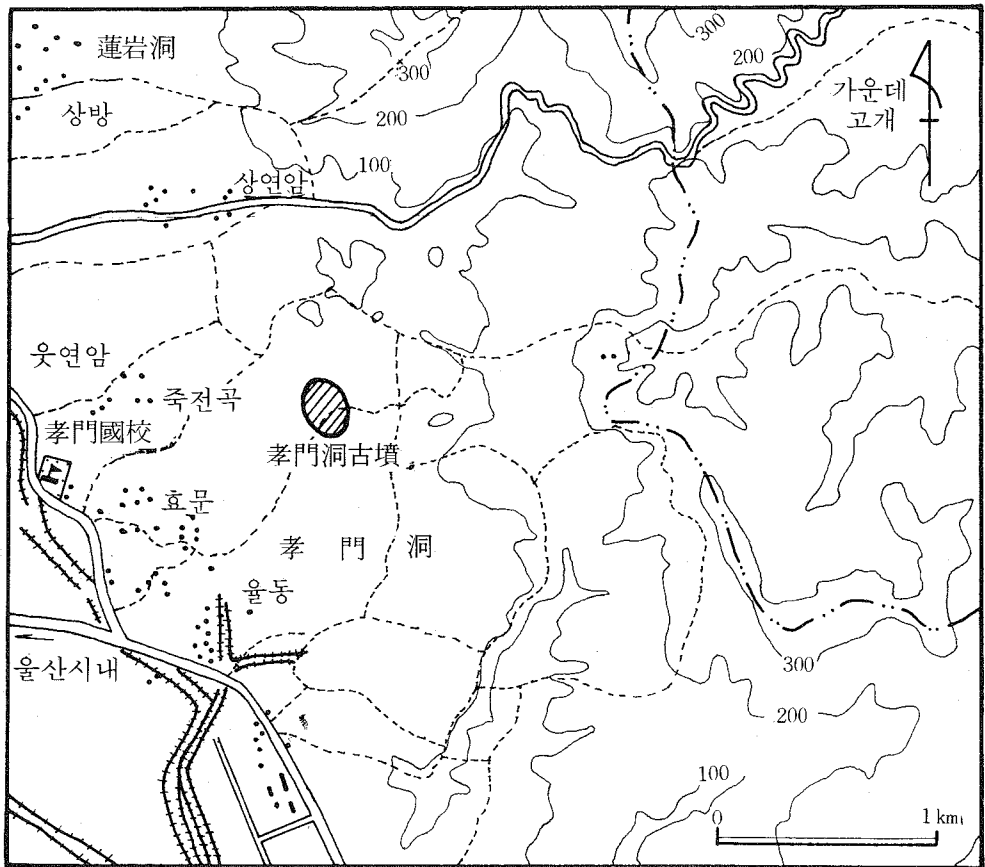 蓮岩洞
상방
300
200
100
300
200
가운데
고개
상연암
웃연암
죽전곡
孝門國校
孝門洞古墳
효문
孝門洞
율동
울산시내
300
200
100
0
1km